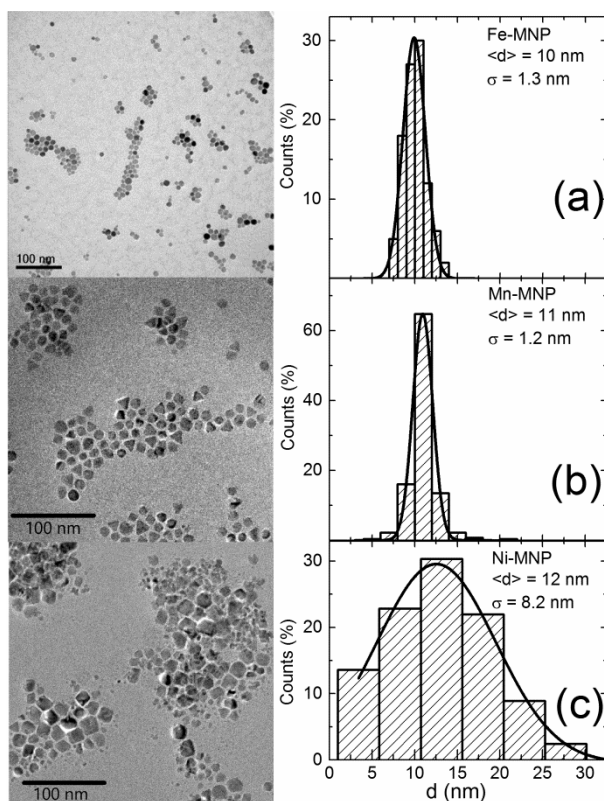 100 nm
Fe-MNP
<d> = 10 nm
σ = 1.3 nm
Counts (%)
30
20
10
(a)
100 nm
Mn-MNP
<d> = 11 nm
σ = 1.2 nm
Counts (%)
60
40
20
(b)
100 nm
Ni-MNP
<d> = 12 nm
σ = 8.2 nm
Counts (%)
30
20
10
0
(c)
0 5 10 15 20 25 30
d (nm)